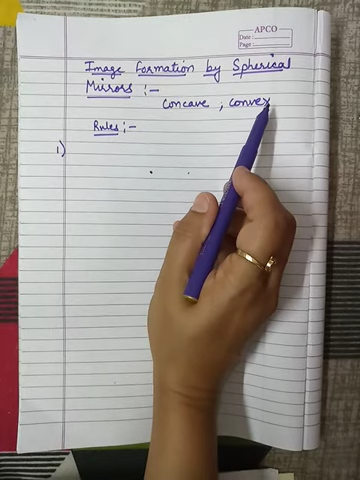 APCO
Date:
Page:
Image Formation by Spherical
Mirrors :-
Concave , convex
Rules :-
1)